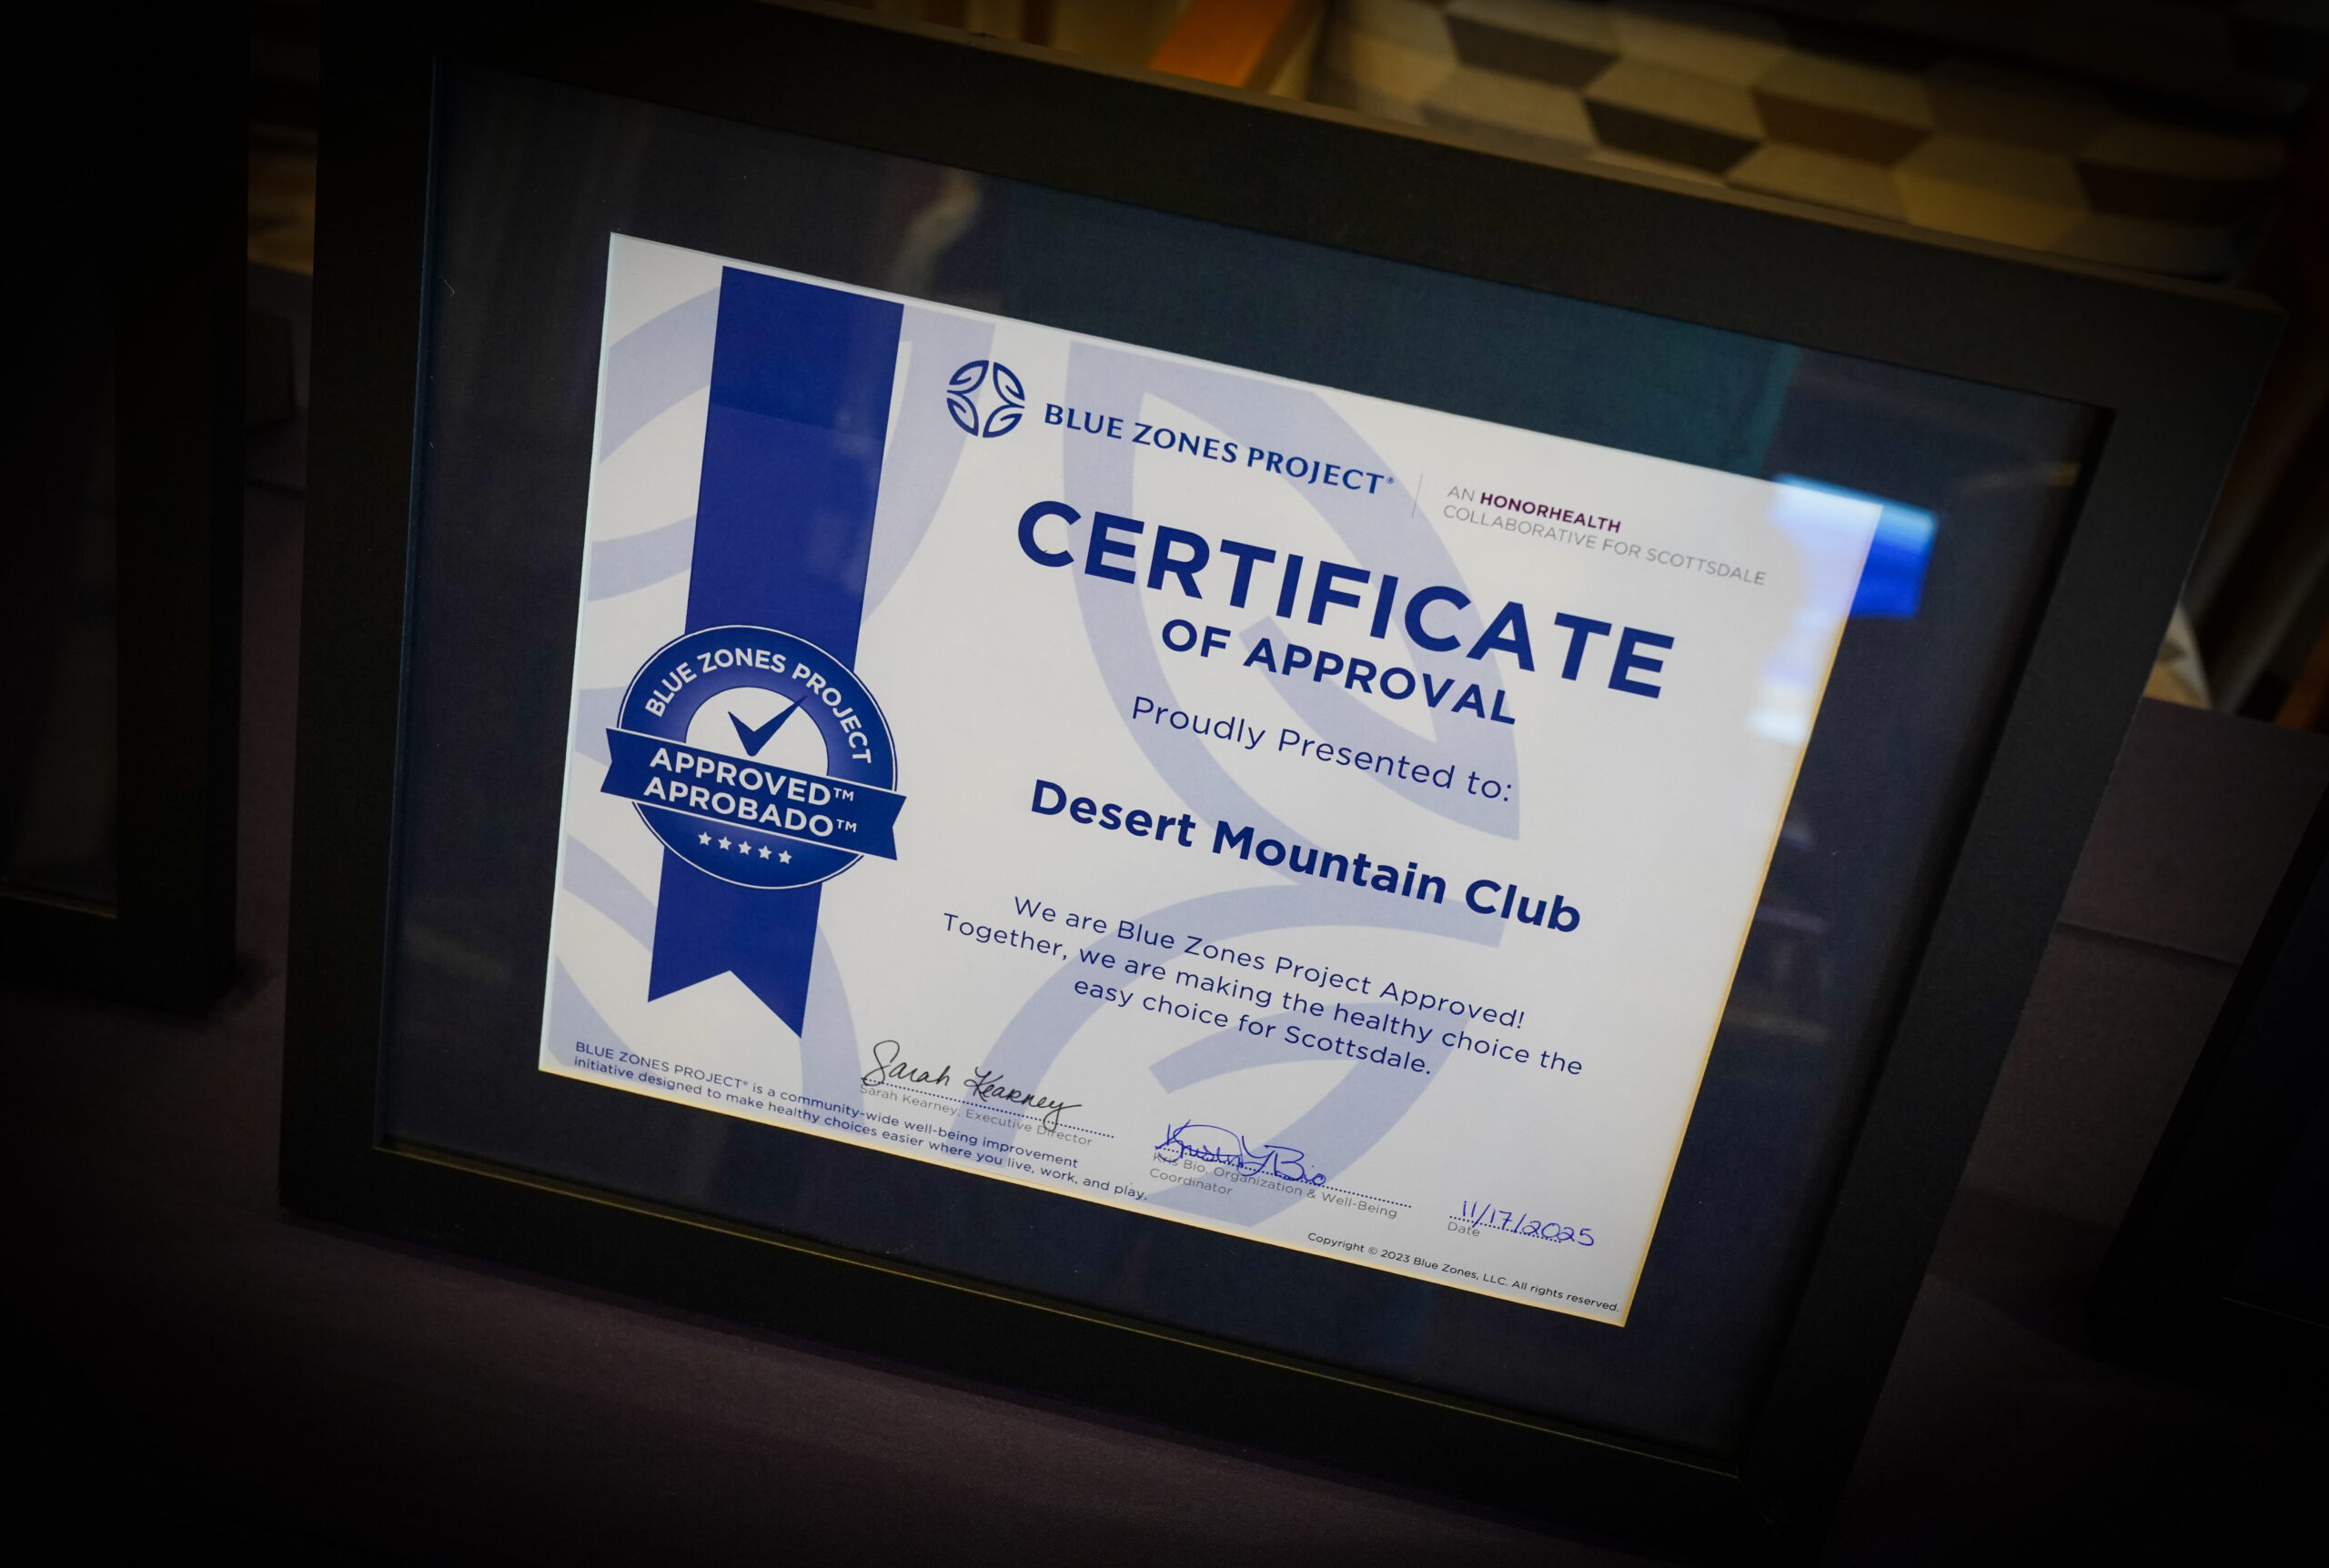 BLUE ZONES PROJECT®
AN HONORHEALTH
COLLABORATIVE FOR SCOTTSDALE
CERTIFICATE
OF APPROVAL
Proudly Presented to:
Desert Mountain Club
We are Blue Zones Project Approved!
Together, we are making the healthy choice the
easy choice for Scottsdale.
BLUE ZONES PROJECT
APPROVED™
APROBADO™
Sarah Kearney
Sarah Kearney, Executive Director
Kris Bio, Organization & Well-Being
Coordinator
11/17/2025
Date
BLUE ZONES PROJECT® is a community-wide well-being improvement
initiative designed to make healthy choices easier where you live, work, and play.
Copyright © 2023 Blue Zones, LLC. All rights reserved.